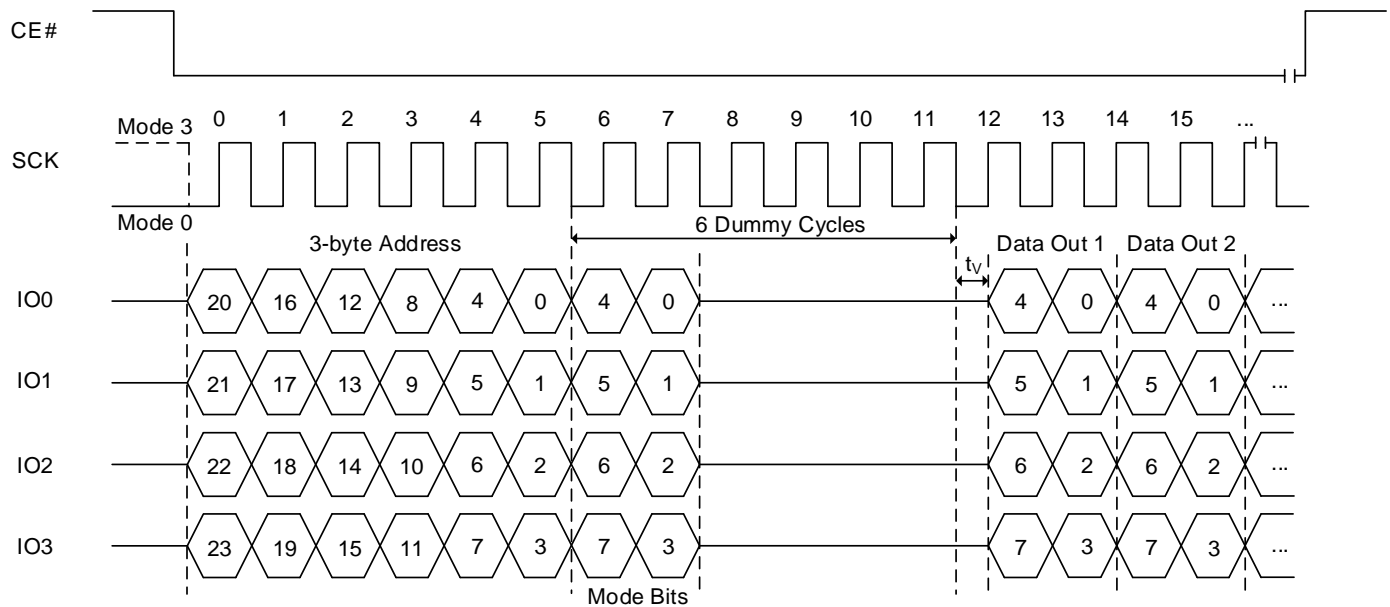 CE#
Mode 3 0 1 2 3 4 5 6 7 8 9 10 11 12 13 14 15 ...
SCK
Mode 0
6 Dummy Cycles
3-byte Address Data Out 1 Data Out 2
tV
IO0 20 16 12 8 4 0 4 0 4 0 4 0 ...
IO1 21 17 13 9 5 1 5 1 5 1 5 1 ...
IO2 22 18 14 10 6 2 6 2 6 2 6 2 ...
IO3 23 19 15 11 7 3 7 3 7 3 7 3 ...
Mode Bits